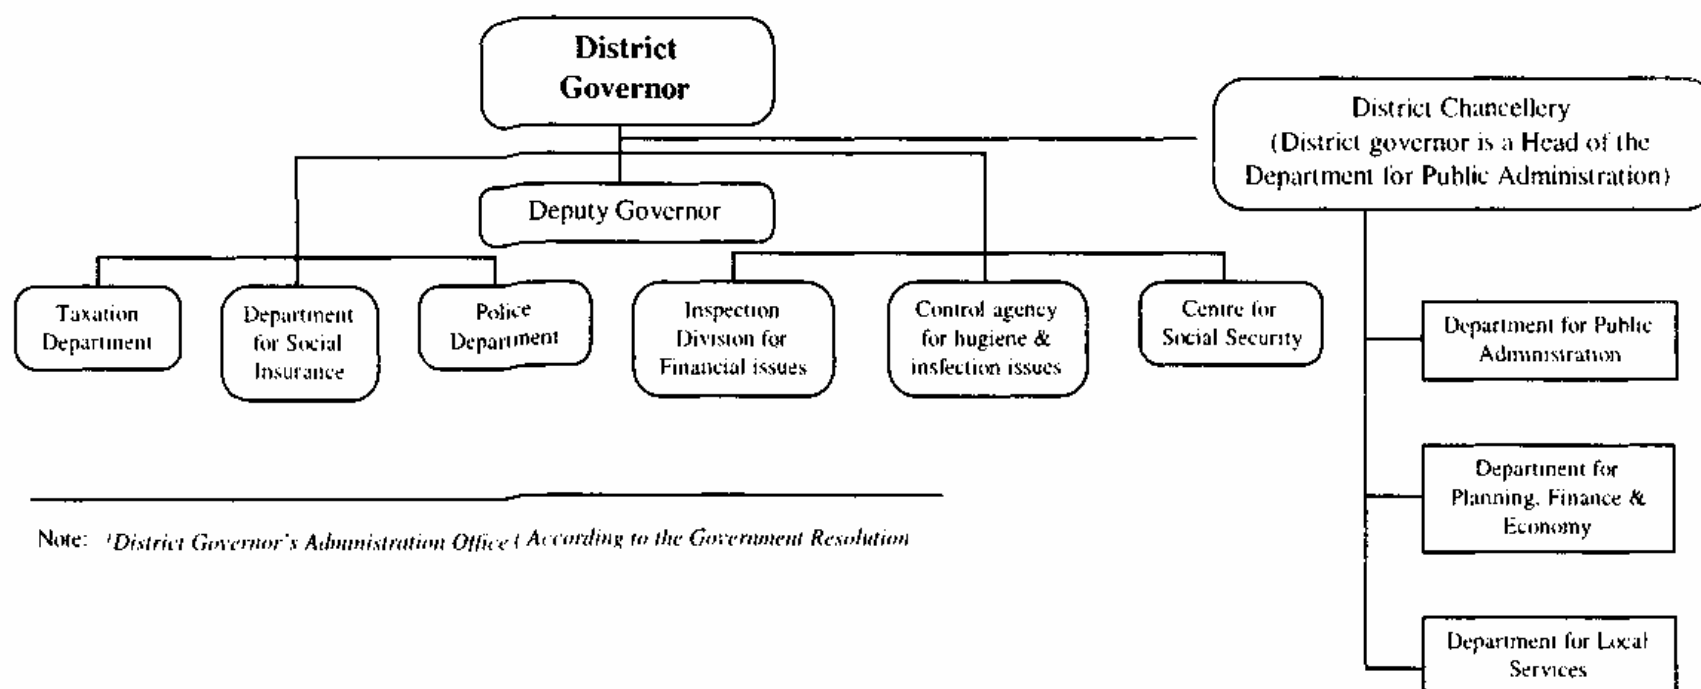 District
Governor
District Chancellery
(District governor is a Head of the
Department for Public Administration)
Deputy Governor
Taxation
Department
Department
for Social
Insurance
Police
Department
Inspection
Division for
Financial issues
Control agency
for hugiene &
insfection issues
Centre for
Social Security
Department for Public
Administration
Department for
Planning, Finance &
Economy
Note: ¹District Governor's Administration Office ( According to the Government Resolution
Department for Local
Services